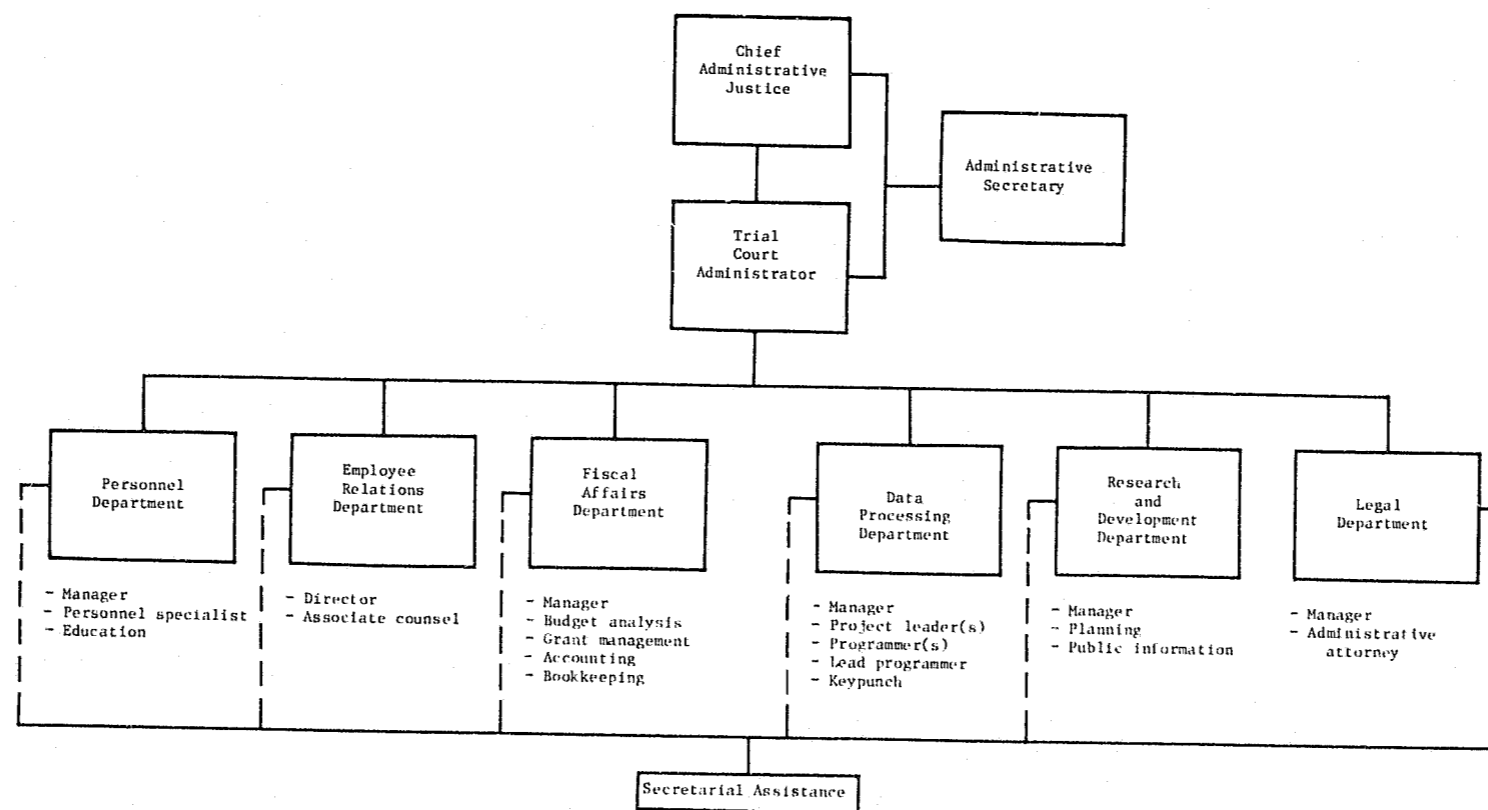 Chief
Administrative
Justice
Administrative
Secretary
Trial
Court
Administrator
Personnel
Department
Employee
Relations
Department
Fiscal
Affairs
Department
Data
Processing
Department
Research
and
Development
Department
Legal
Department
- Manager
- Personnel specialist
- Education
- Director
- Associate counsel
- Manager
- Budget analysis
- Grant management
- Accounting
- Bookkeeping
- Manager
- Project leader(s)
- Programmer(s)
- Lead programmer
- Keypunch
- Manager
- Planning
- Public information
- Manager
- Administrative
attorney
Secretarial Assistance